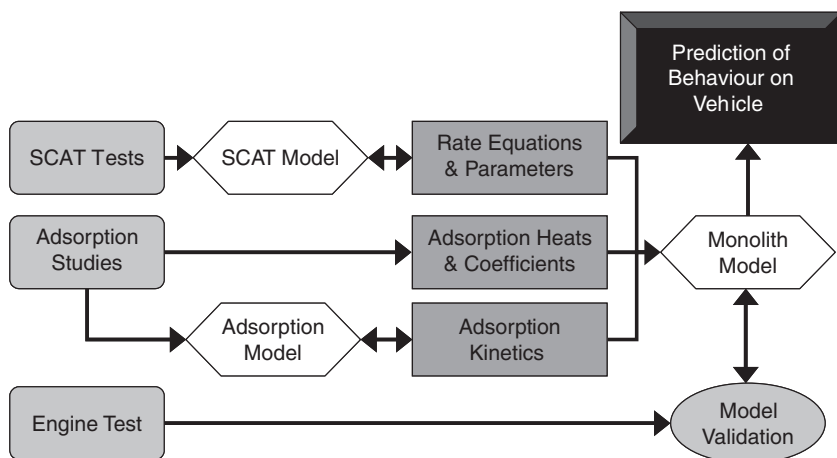 Prediction of
Behaviour on
Vehicle
SCAT Tests
SCAT Model
Rate Equations
& Parameters
Adsorption
Studies
Adsorption Heats
& Coefficients
Monolith
Model
Adsorption
Model
Adsorption
Kinetics
Engine Test
Model
Validation